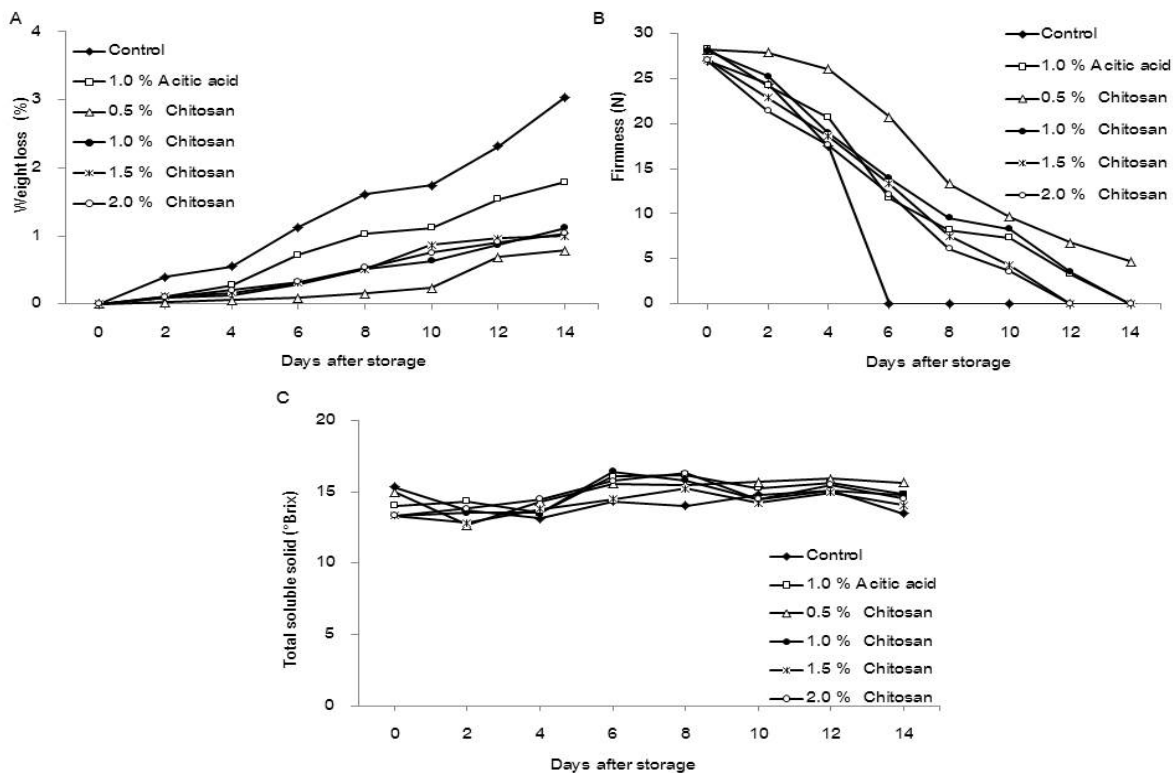 A
4
3
2
1
0
Weight loss (%)
Control
1.0 % Acitic acid
0.5 % Chitosan
1.0 % Chitosan
1.5 % Chitosan
2.0 % Chitosan
0 2 4 6 8 10 12 14
Days after storage
B
30
25
20
15
10
5
0
Firmness (N)
Control
1.0 % Acitic acid
0.5 % Chitosan
1.0 % Chitosan
1.5 % Chitosan
2.0 % Chitosan
0 2 4 6 8 10 12 14
Days after storage
C
20
15
10
5
0
Total soluble solid (°Brix)
Control
1.0 % Acitic acid
0.5 % Chitosan
1.0 % Chitosan
1.5 % Chitosan
2.0 % Chitosan
0 2 4 6 8 10 12 14
Days after storage